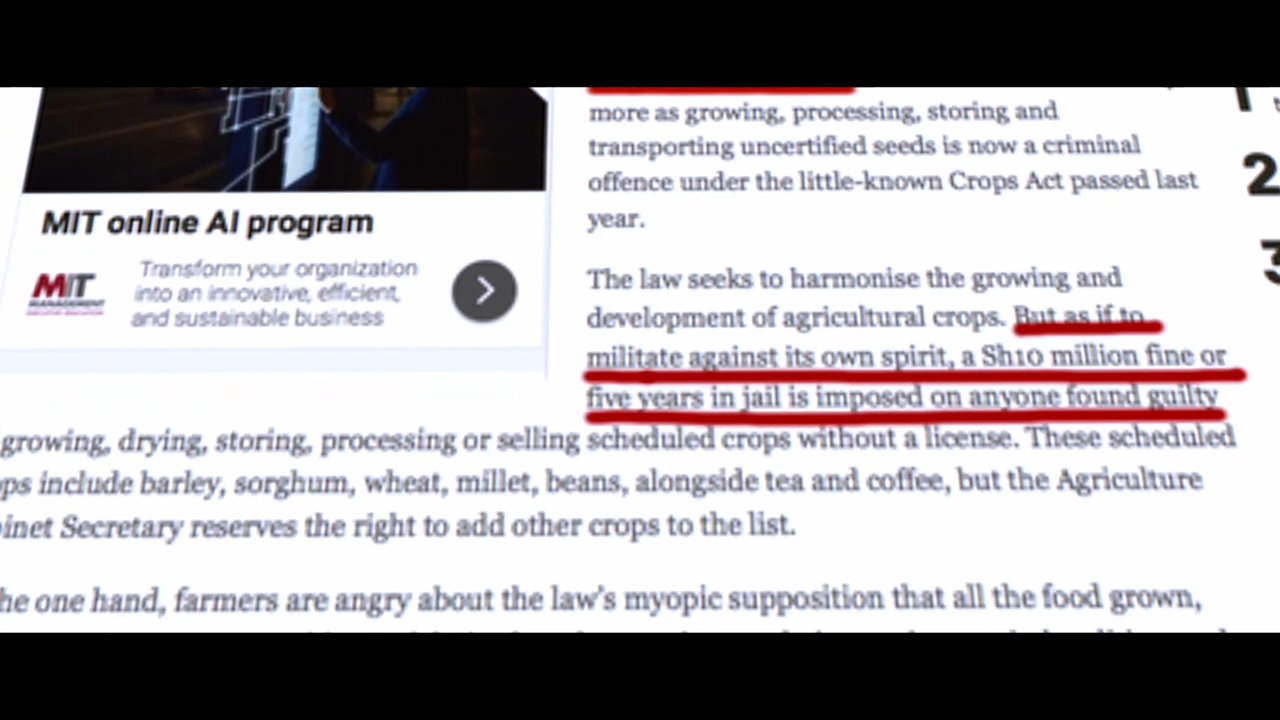 MIT online AI program
MIT
MANAGEMENT
Transform your organization
into an innovative, efficient,
and sustainable business
more as growing, processing, storing and
transporting uncertified seeds is now a criminal
offence under the little-known Crops Act passed last
year.
The law seeks to harmonise the growing and
development of agricultural crops. But as if to
militate against its own spirit, a Sh10 million fine or
five years in jail is imposed on anyone found guilty
growing, drying, storing, processing or selling scheduled crops without a license. These scheduled
ops include barley, sorghum, wheat, millet, beans, alongside tea and coffee, but the Agriculture
inet Secretary reserves the right to add other crops to the list.
he one hand, farmers are angry about the law's myopic supposition that all the food grown,
1
2
3